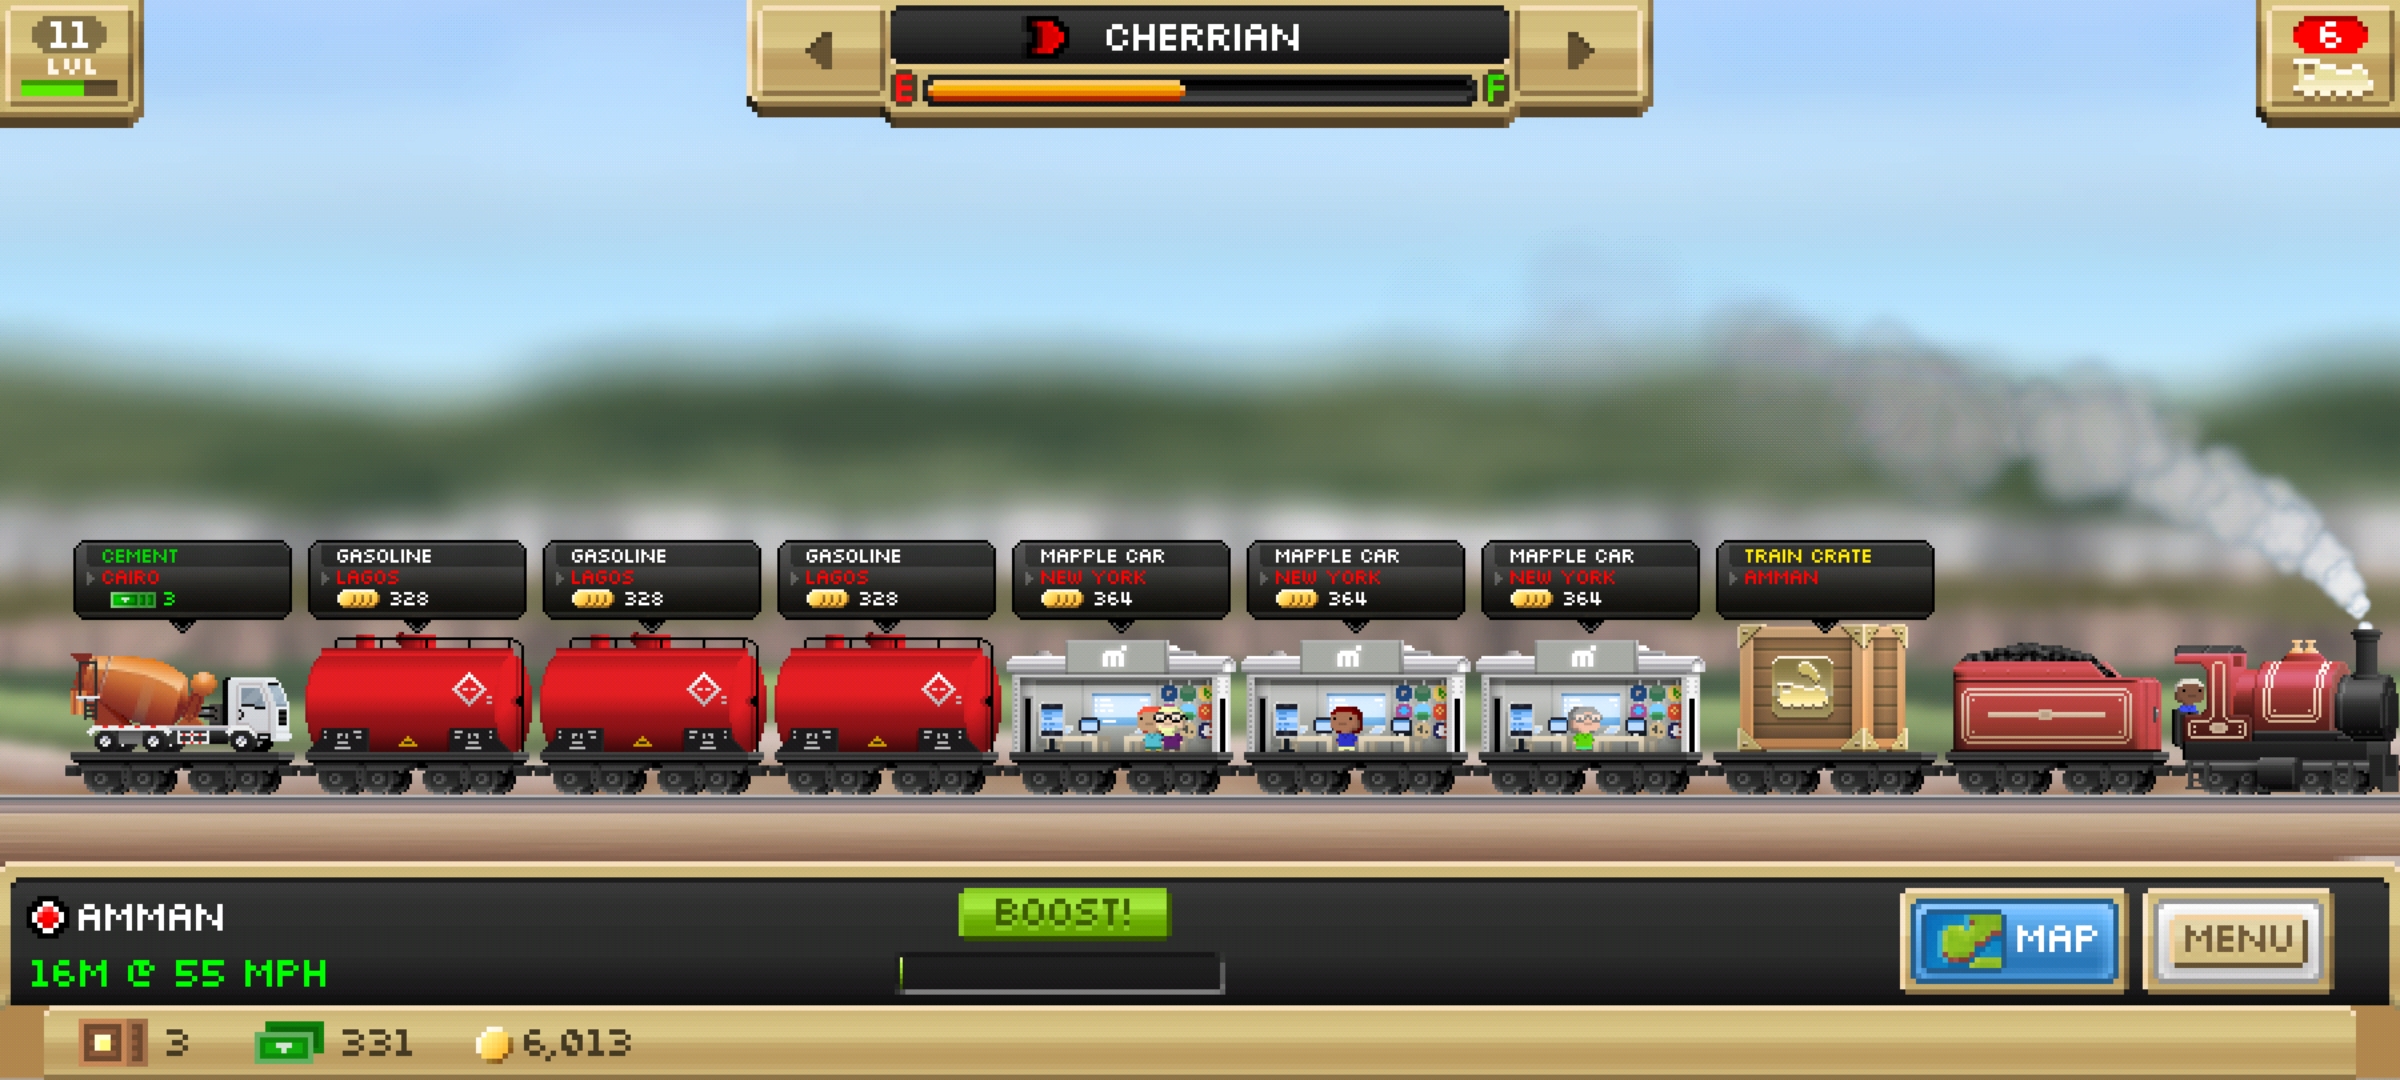 11
LVL
CHERRIAN
E
F
6
CEMENT
CAIRO
3
GASOLINE
LAGOS
328
GASOLINE
LAGOS
328
GASOLINE
LAGOS
328
MAPPLE CAR
NEW YORK
364
MAPPLE CAR
NEW YORK
364
MAPPLE CAR
NEW YORK
364
TRAIN CRATE
AMMAN
m
m
m
AMMAN
16M @ 55 MPH
BOOST!
MAP
MENU
3
331
6,013